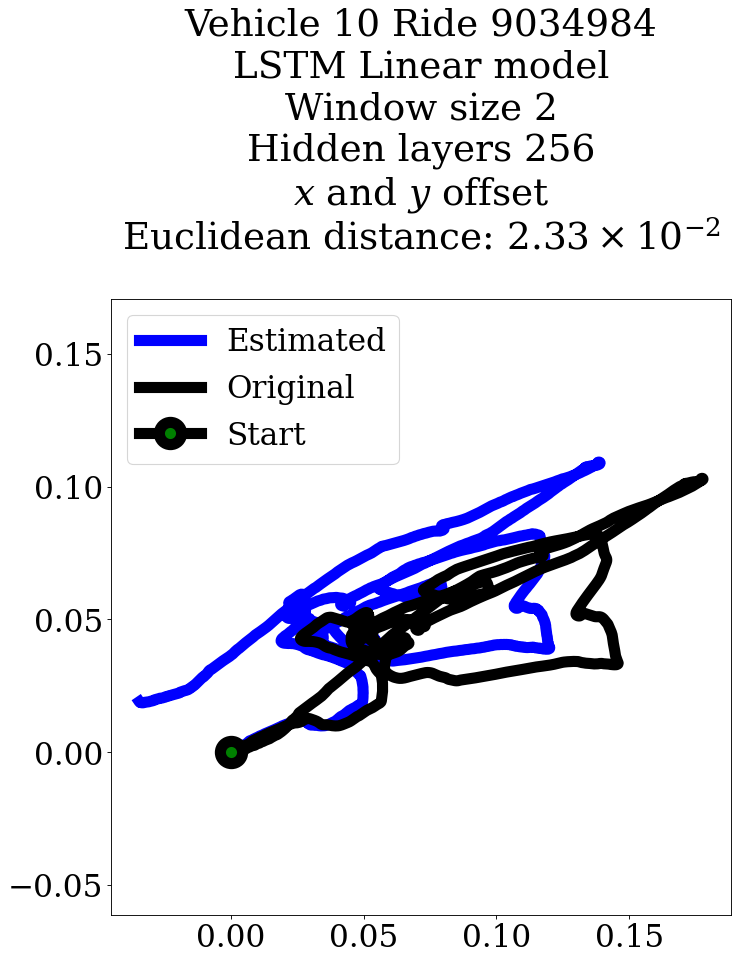 Vehicle 10 Ride 9034984
LSTM Linear model
Window size 2
Hidden layers 256
x and y offset
Euclidean distance: 2.33 × 10⁻²
Estimated
Original
Start
0.15
0.10
0.05
0.00
−0.05
0.00 0.05 0.10 0.15